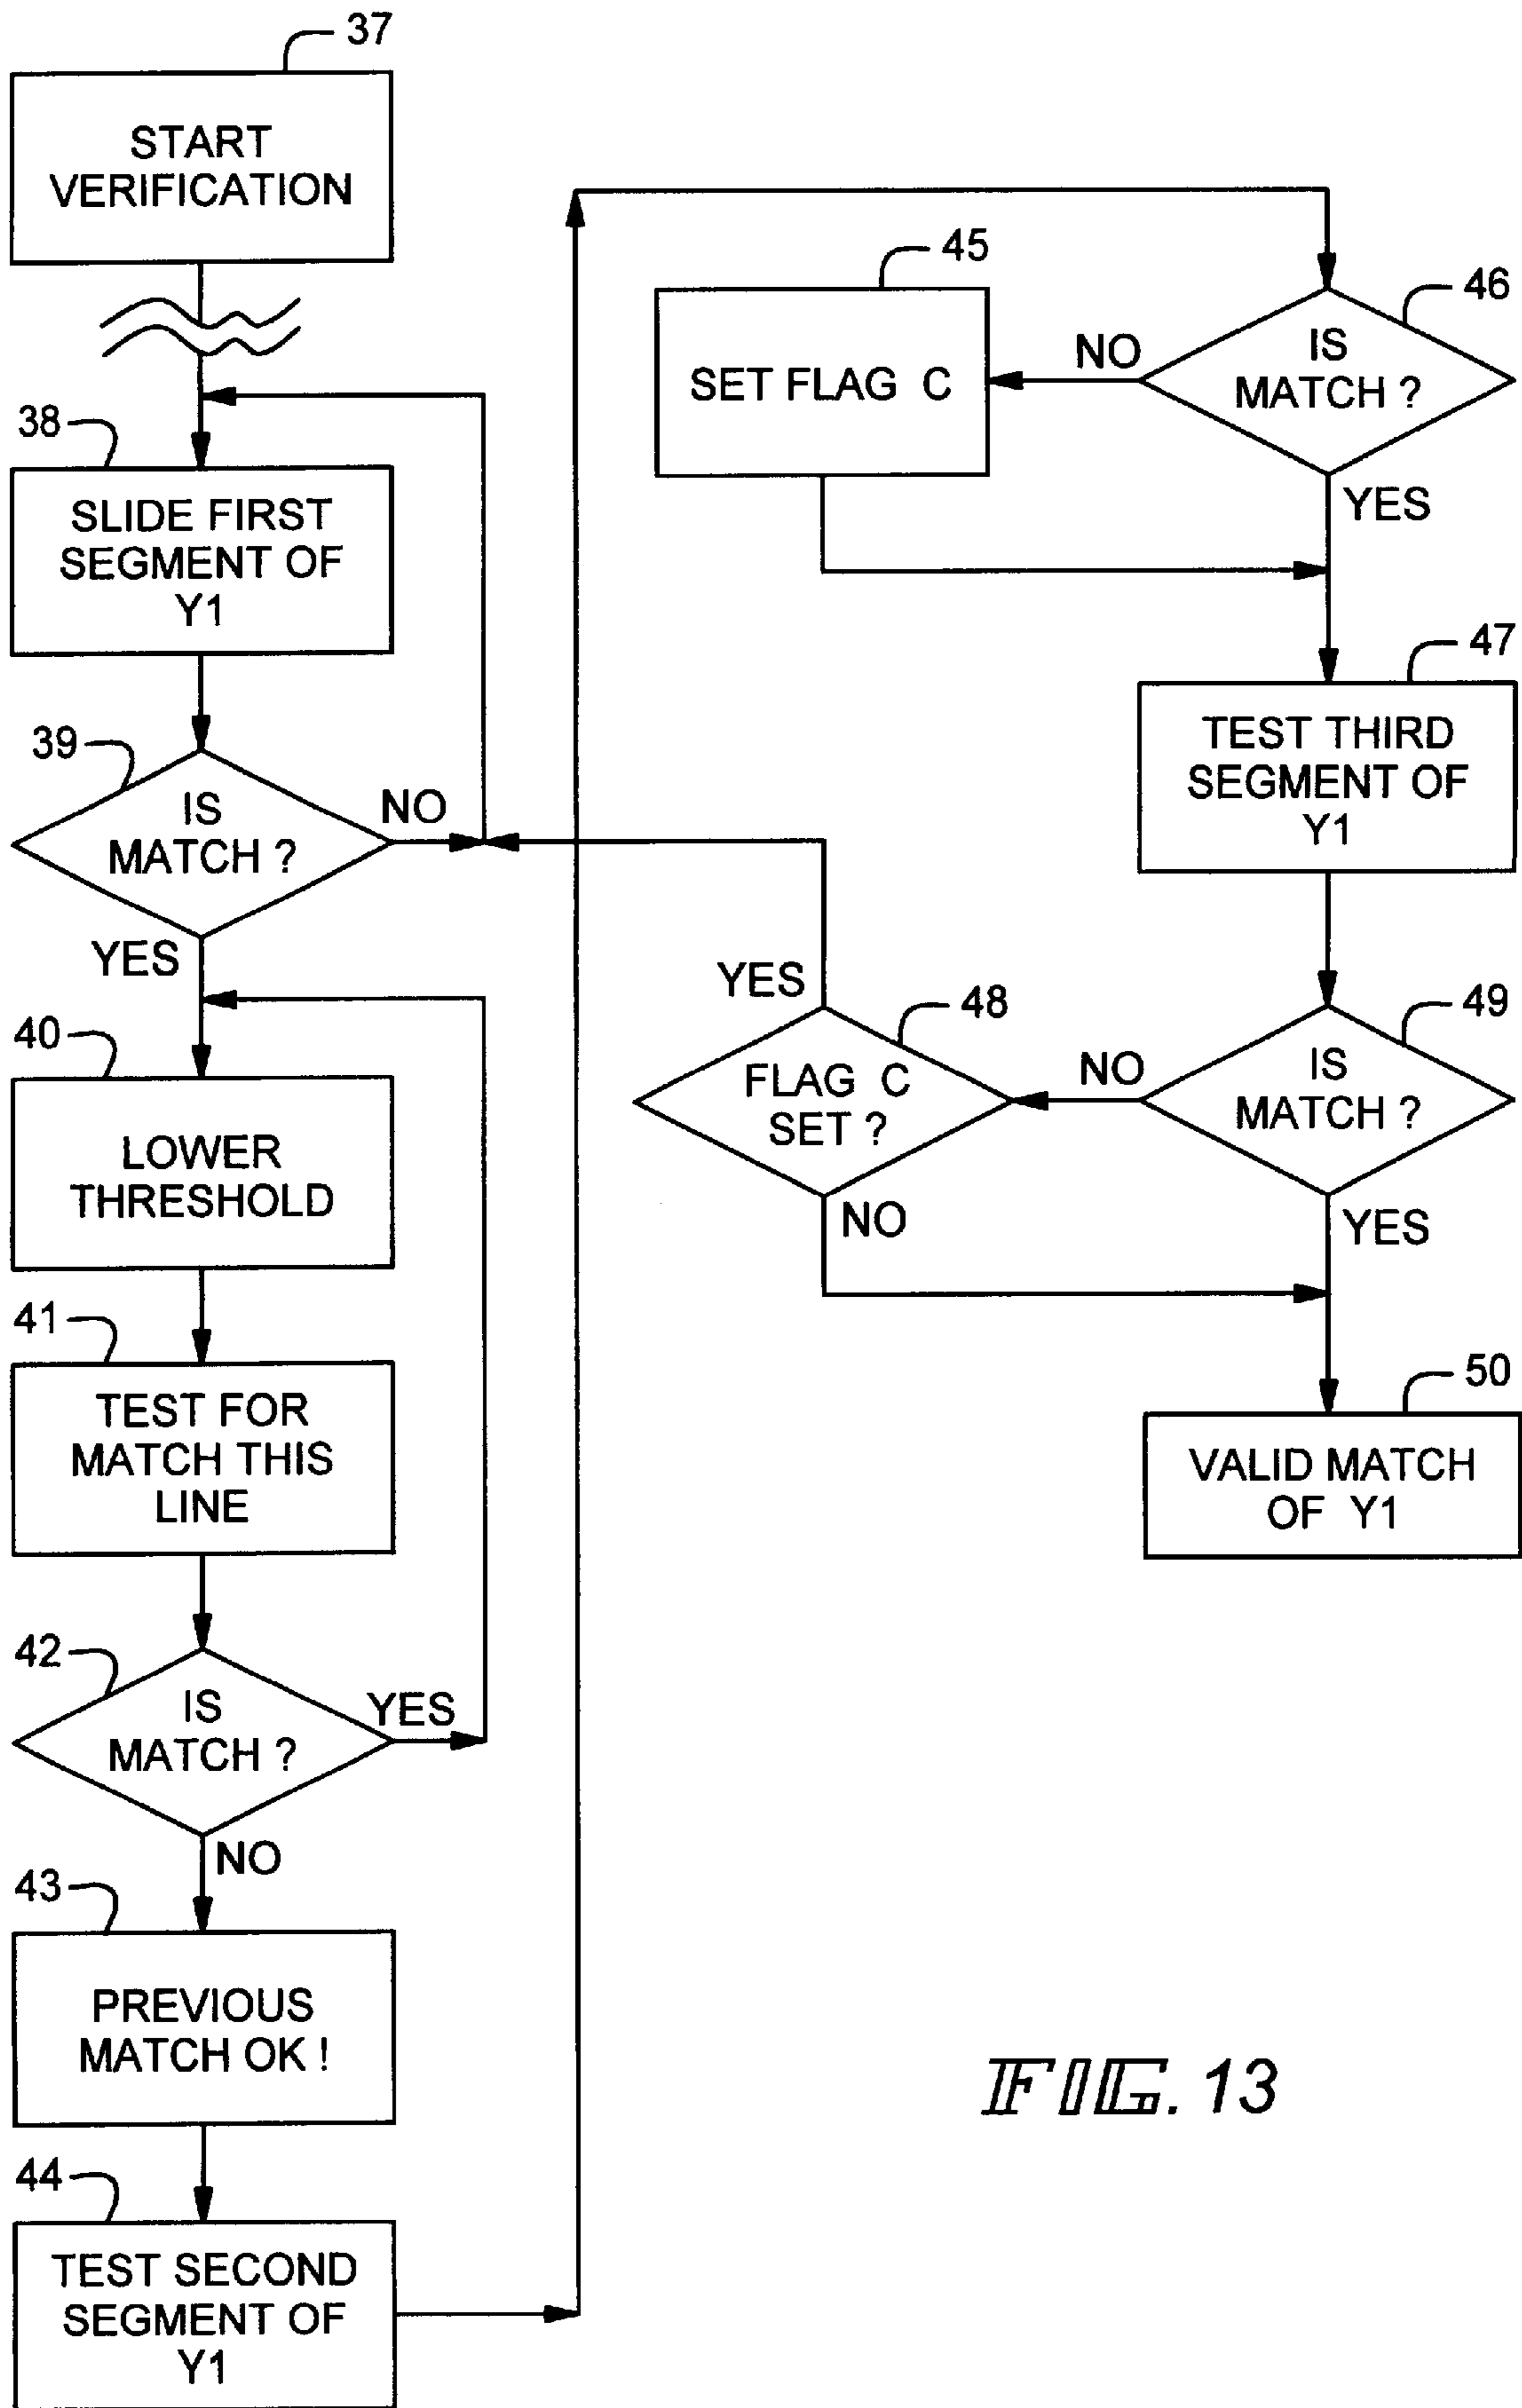 37
START
VERIFICATION
38
SLIDE FIRST
SEGMENT OF
Y1
39
IS
MATCH ?
NO
YES
40
LOWER
THRESHOLD
41
TEST FOR
MATCH THIS
LINE
42
IS
MATCH ?
YES
NO
43
PREVIOUS
MATCH OK !
44
TEST SECOND
SEGMENT OF
Y1
45
SET FLAG C
46
IS
MATCH ?
NO
YES
47
TEST THIRD
SEGMENT OF
Y1
48
FLAG C
SET ?
YES
NO
49
IS
MATCH ?
NO
YES
50
VALID MATCH
OF Y1
FIG. 13